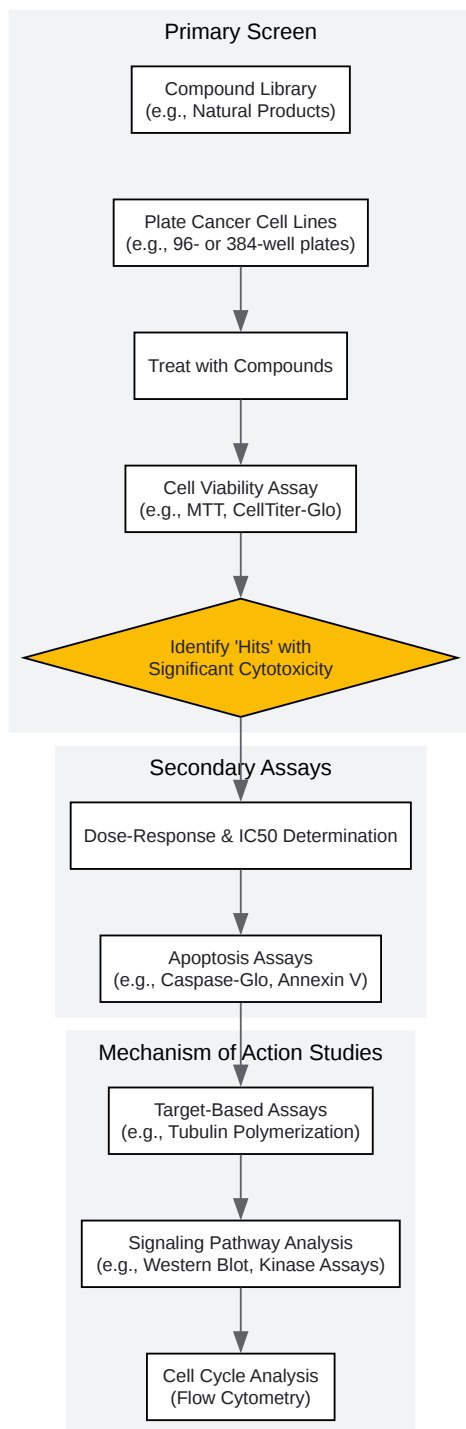 Primary Screen
Compound Library
(e.g., Natural Products)
Plate Cancer Cell Lines
(e.g., 96- or 384-well plates)
Treat with Compounds
Cell Viability Assay
(e.g., MTT, CellTiter-Glo)
Identify 'Hits' with
Significant Cytotoxicity
Secondary Assays
Dose-Response & IC50 Determination
Apoptosis Assays
(e.g., Caspase-Glo, Annexin V)
Mechanism of Action Studies
Target-Based Assays
(e.g., Tubulin Polymerization)
Signaling Pathway Analysis
(e.g., Western Blot, Kinase Assays)
Cell Cycle Analysis
(Flow Cytometry)